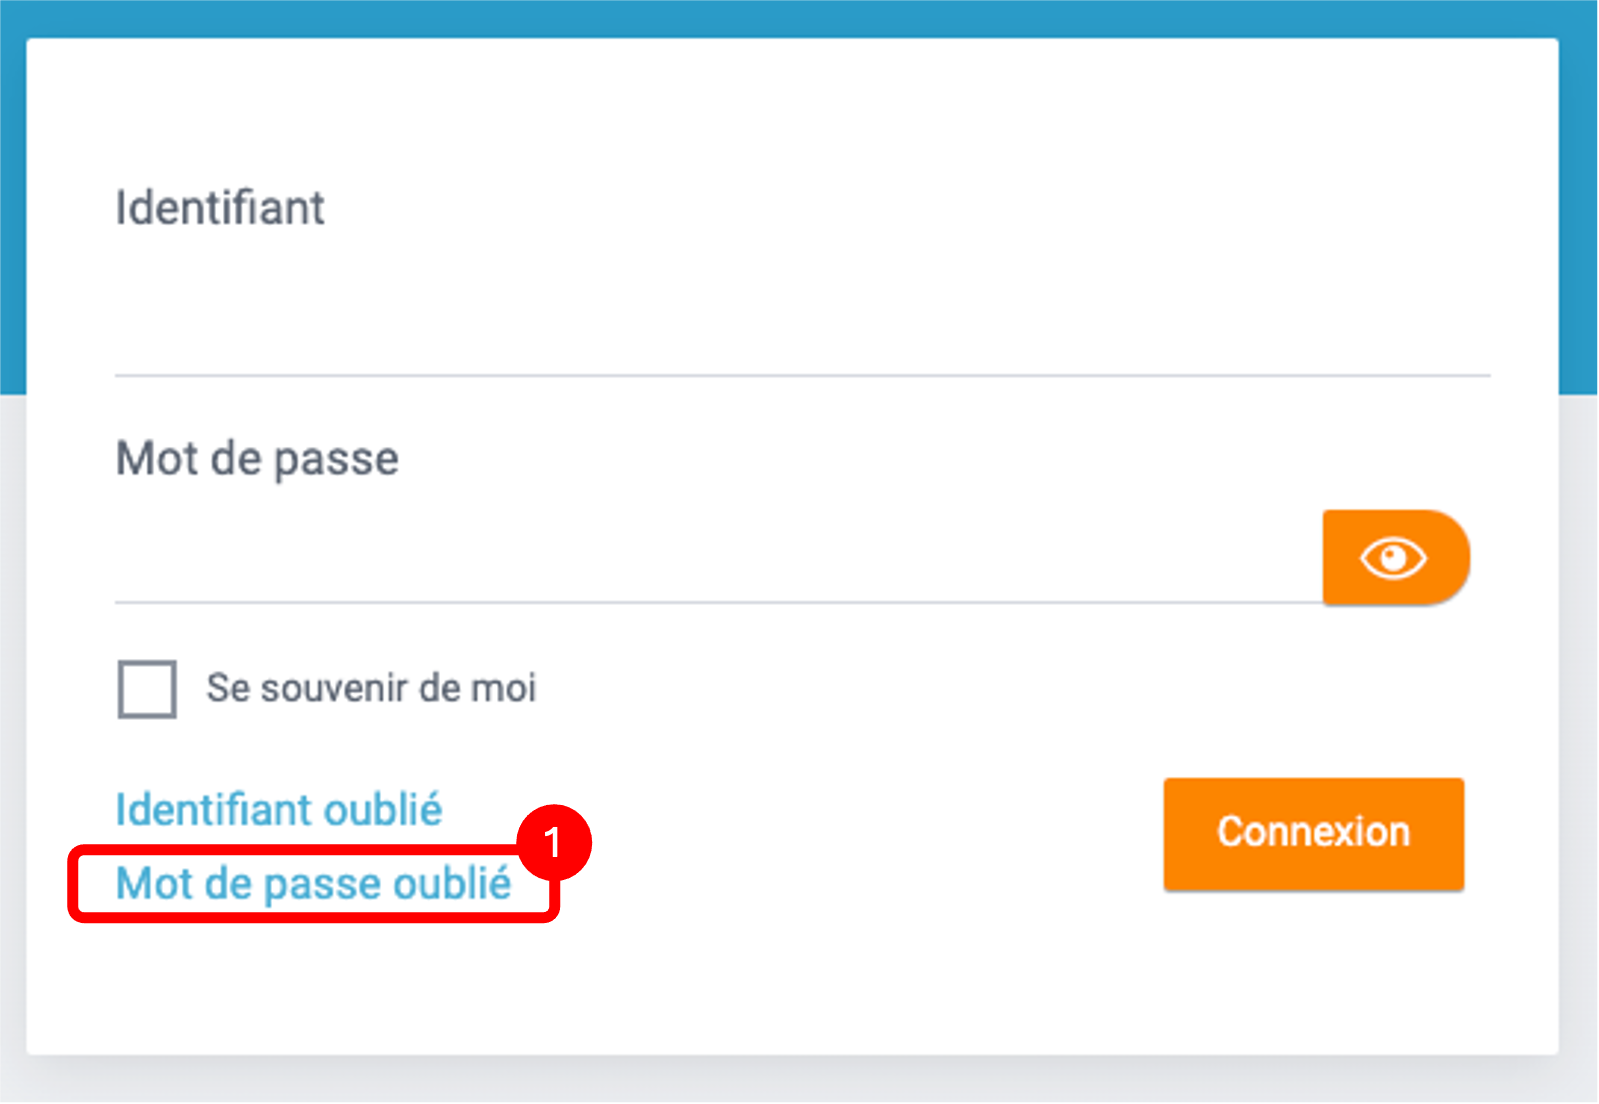 Identifiant
Mot de passe
Se souvenir de moi
Identifiant oublié
1
Mot de passe oublié
Connexion